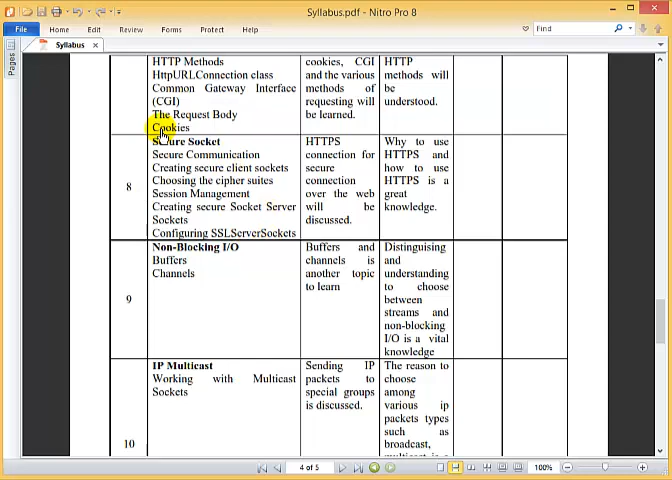 Syllabus.pdf - Nitro Pro 8
File Home Edit Review Forms Protect Help Find
Syllabus x
Pages
HTTP Methods
HttpURLConnection class
Common Gateway Interface
(CGI)
The Request Body
Cookies
cookies, CGI
and the various
methods of
requesting will
be learned.
HTTP
methods will
be
understood.
8
Secure Socket
Secure Communication
Creating secure client sockets
Choosing the cipher suites
Session Management
Creating secure Socket Server
Sockets
Configuring SSLServerSockets
HTTPS
connection for
secure
connection
over the web
will be
discussed.
Why to use
HTTPS and
how to use
HTTPS is a
great
knowledge.
9
Non-Blocking I/O
Buffers
Channels
Buffers and
channels is
another topic
to learn
Distinguising
and
understanding
to choose
between
streams and
non-blocking
I/O is a vital
knowledge
10
IP Multicast
Working with Multicast
Sockets
Sending IP
packets to
special groups
is discussed.
The reason to
choose
among
various ip
packets types
such as
broadcast,
4 of 5
100%